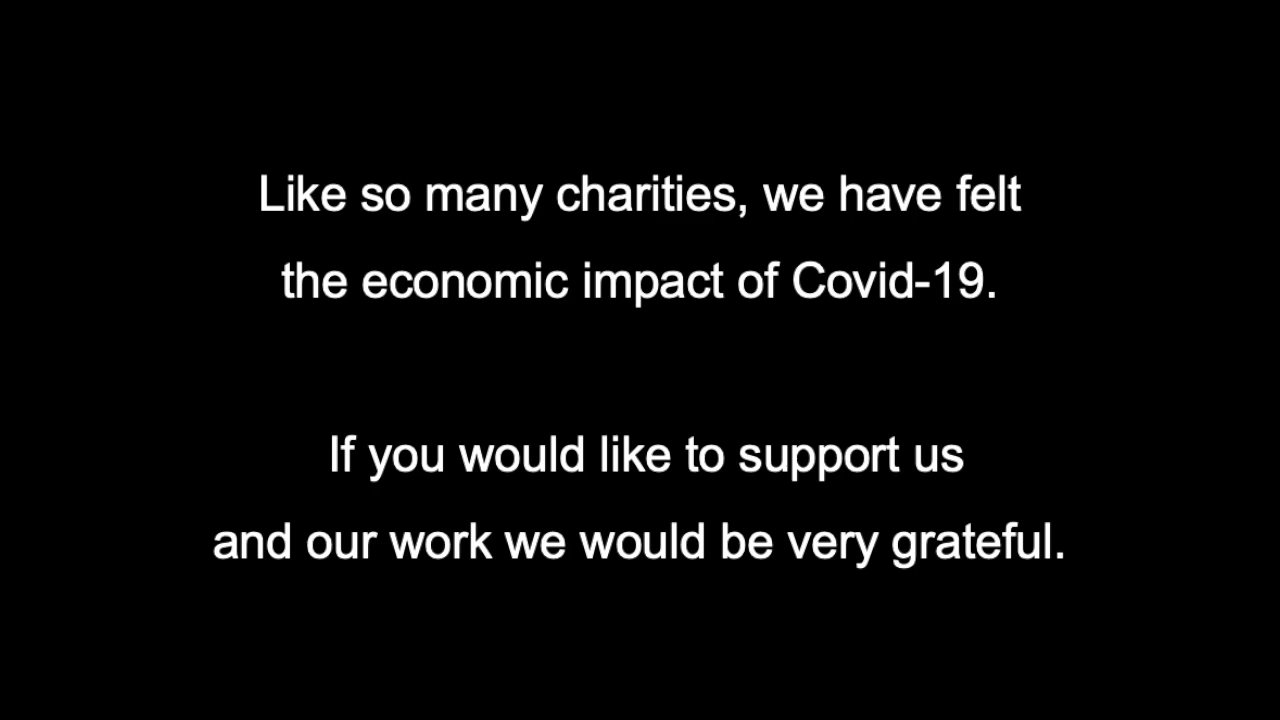 Like so many charities, we have felt
the economic impact of Covid-19.
If you would like to support us
and our work we would be very grateful.